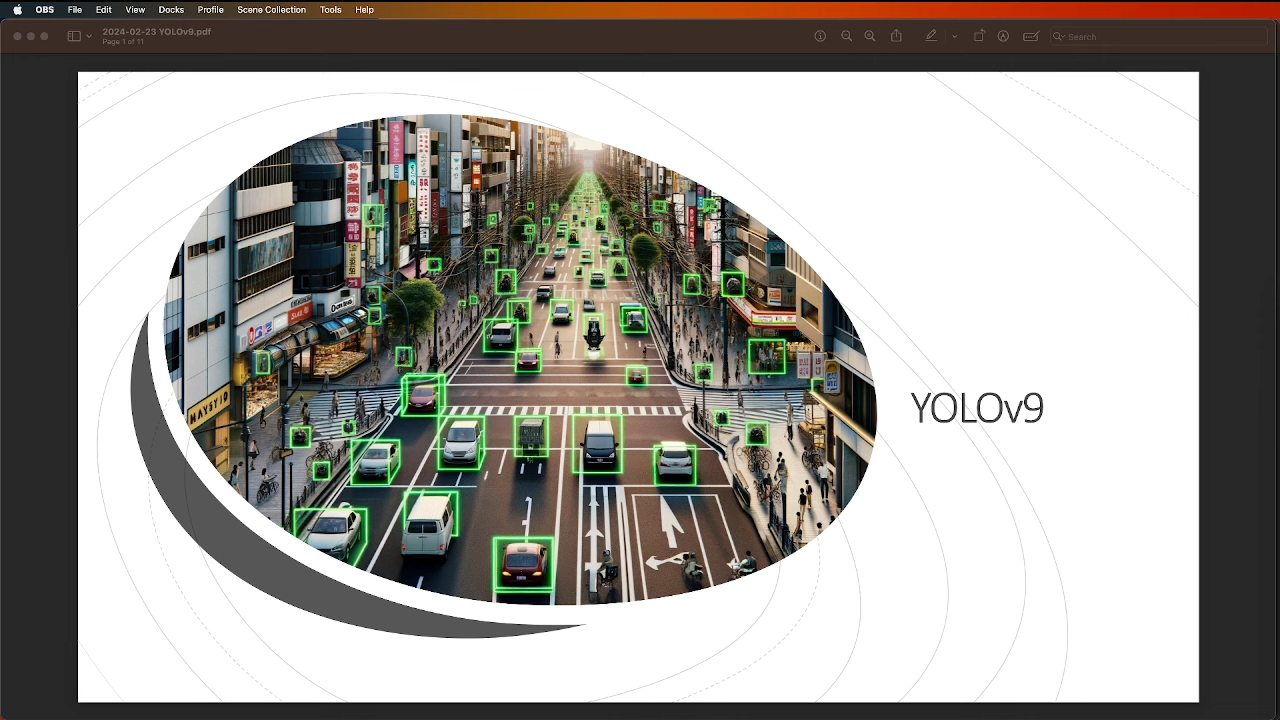 OBS File Edit View Docks Profile Scene Collection Tools Help
2024-02-23 YOLOv9.pdf
Page 1 of 11
Search
YOLOv9